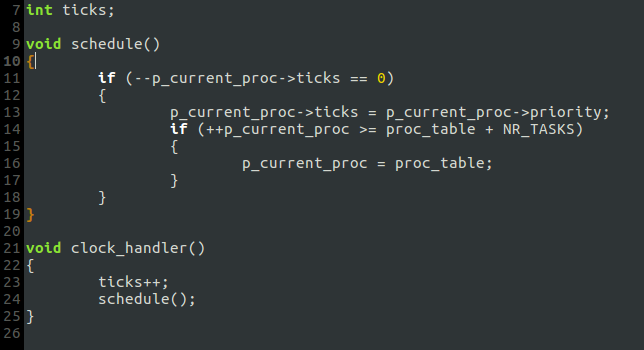 7 int ticks;
8
9 void schedule()
10 {
11         if (--p_current_proc->ticks == 0)
12         {
13                 p_current_proc->ticks = p_current_proc->priority;
14                 if (++p_current_proc >= proc_table + NR_TASKS)
15                 {
16                         p_current_proc = proc_table;
17                 }
18         }
19 }
20
21 void clock_handler()
22 {
23         ticks++;
24         schedule();
25 }
26